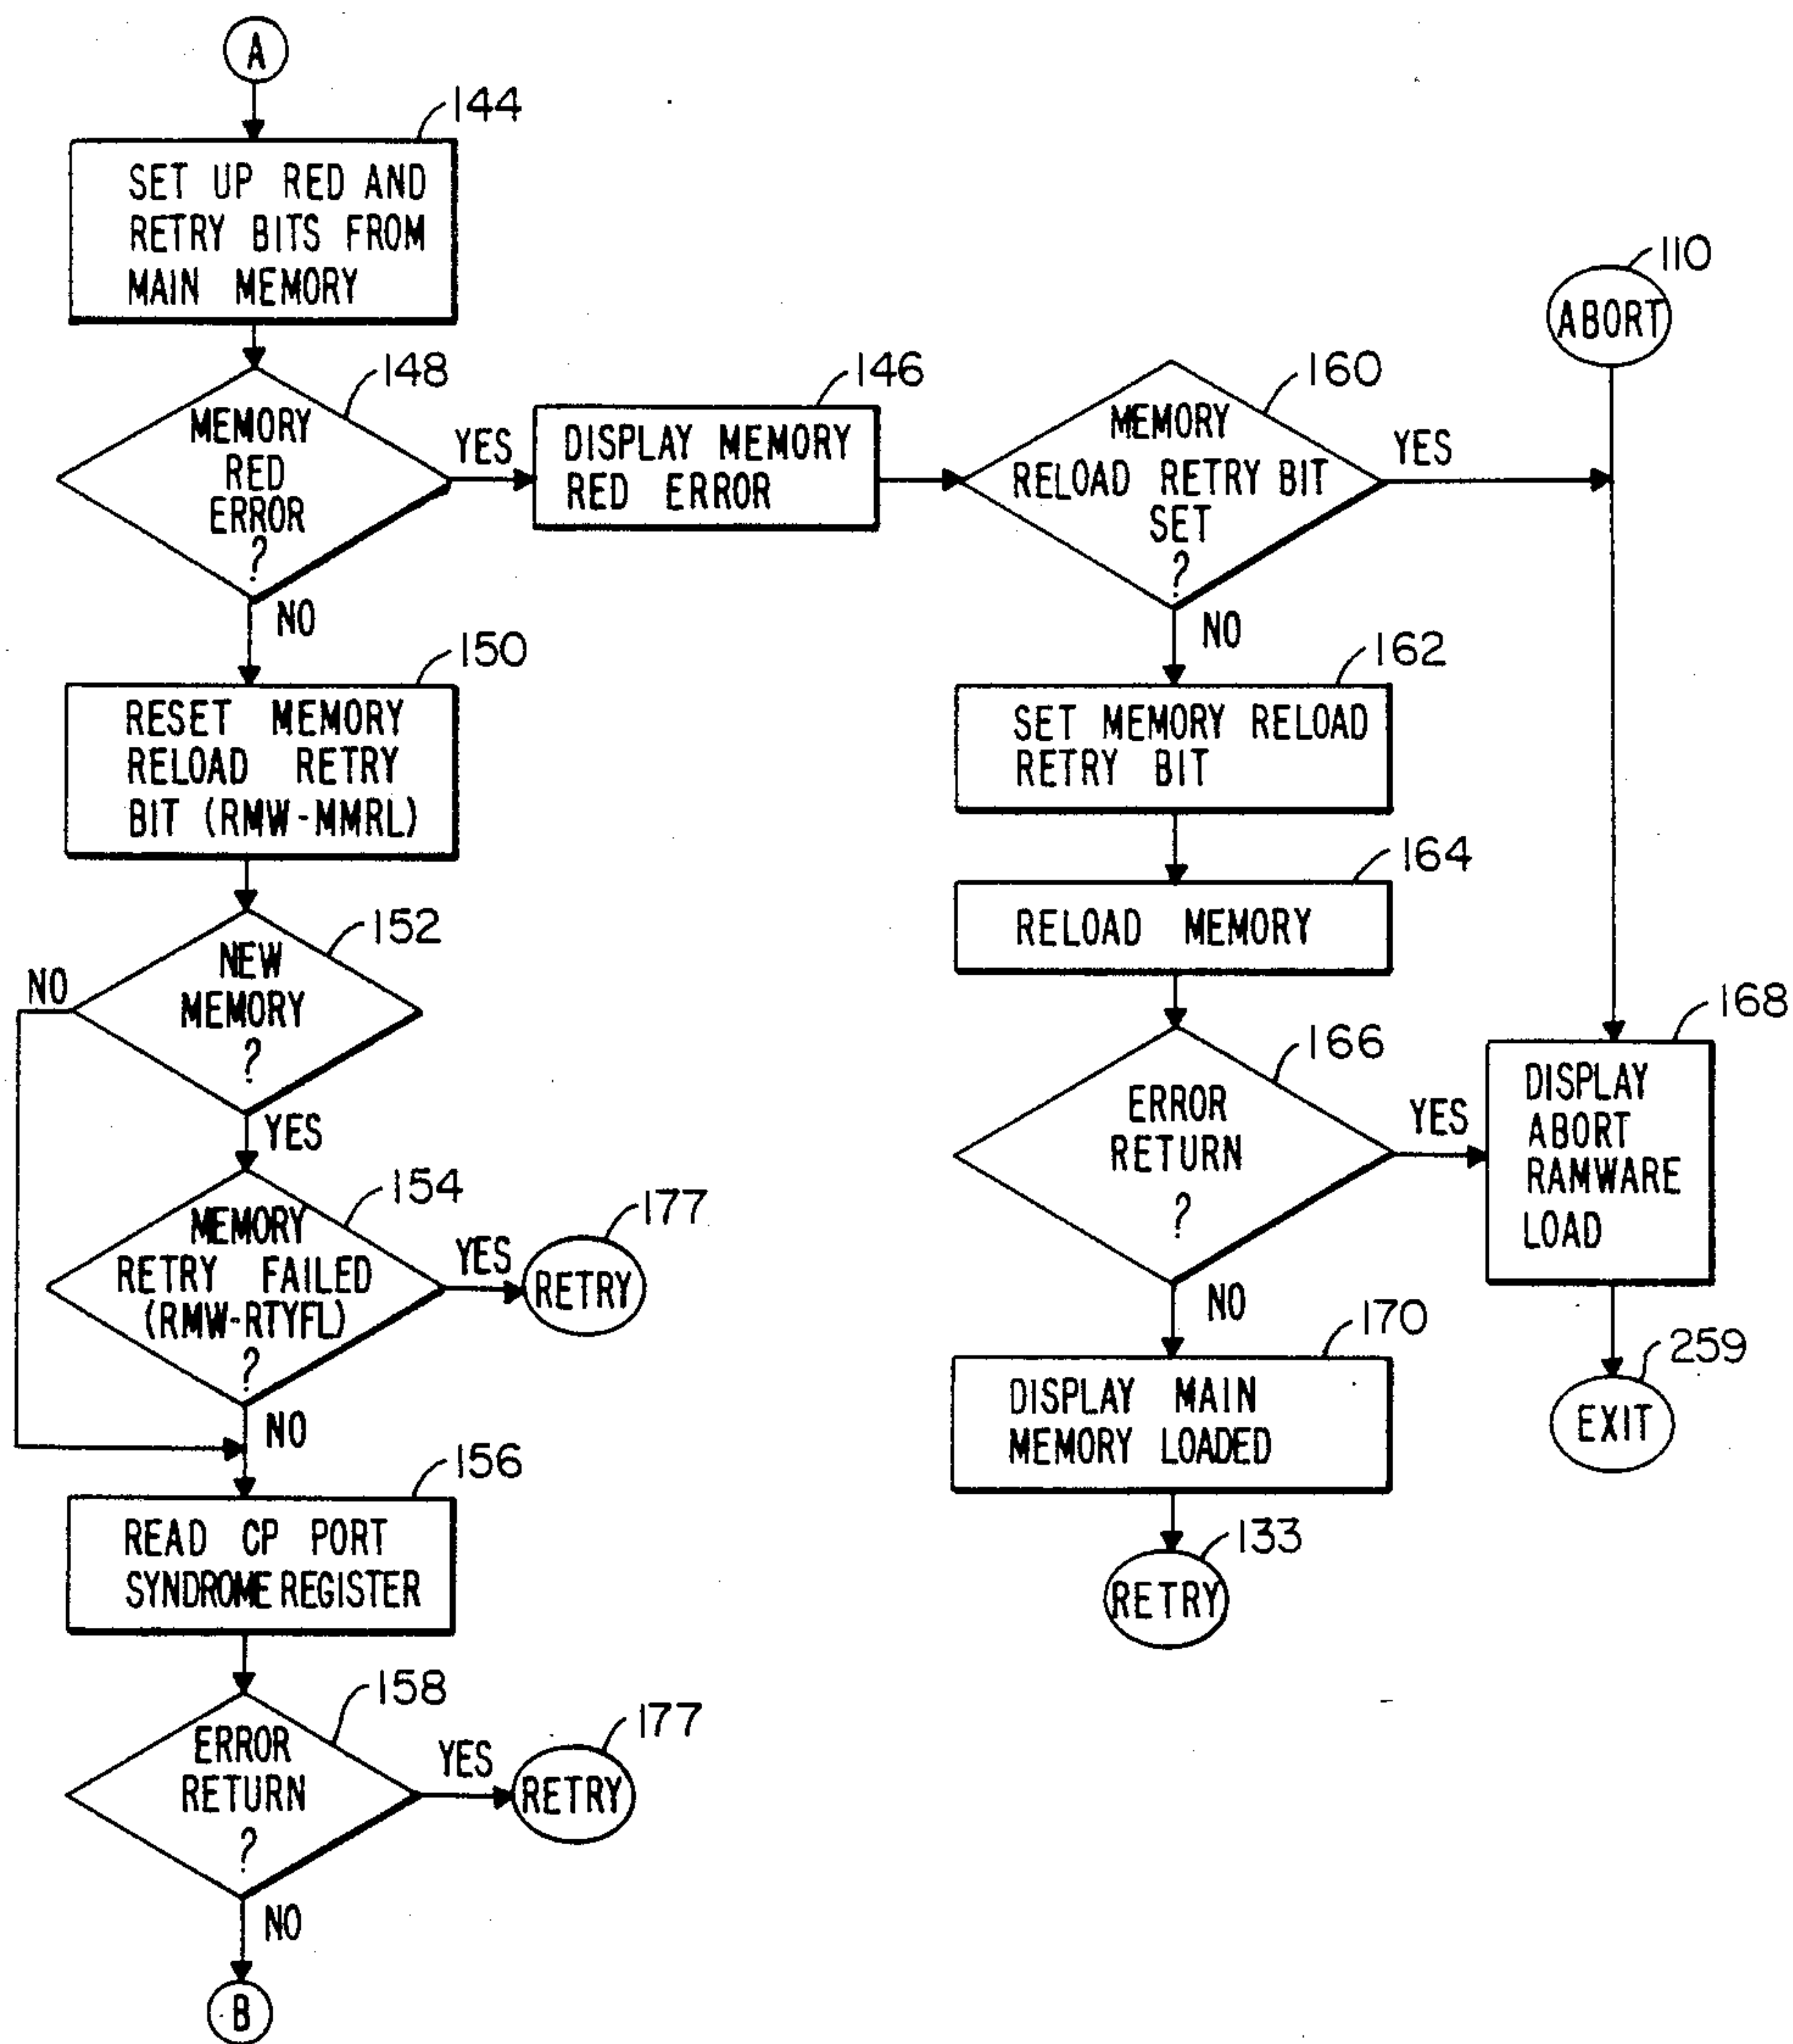 A
144
SET UP RED AND
RETRY BITS FROM
MAIN MEMORY
148
MEMORY
RED
ERROR
?
YES
NO
146
DISPLAY MEMORY
RED ERROR
160
MEMORY
RELOAD RETRY BIT
SET
?
YES
NO
110
ABORT
150
RESET MEMORY
RELOAD RETRY
BIT (RMW-MMRL)
152
NEW
MEMORY
?
NO
YES
154
MEMORY
RETRY FAILED
(RMW-RTYFL)
?
YES
NO
177
RETRY
156
READ CP PORT
SYNDROME REGISTER
158
ERROR
RETURN
?
YES
NO
177
RETRY
B
162
SET MEMORY RELOAD
RETRY BIT
164
RELOAD MEMORY
166
ERROR
RETURN
?
YES
NO
168
DISPLAY
ABORT
RAMWARE
LOAD
259
EXIT
170
DISPLAY MAIN
MEMORY LOADED
133
RETRY